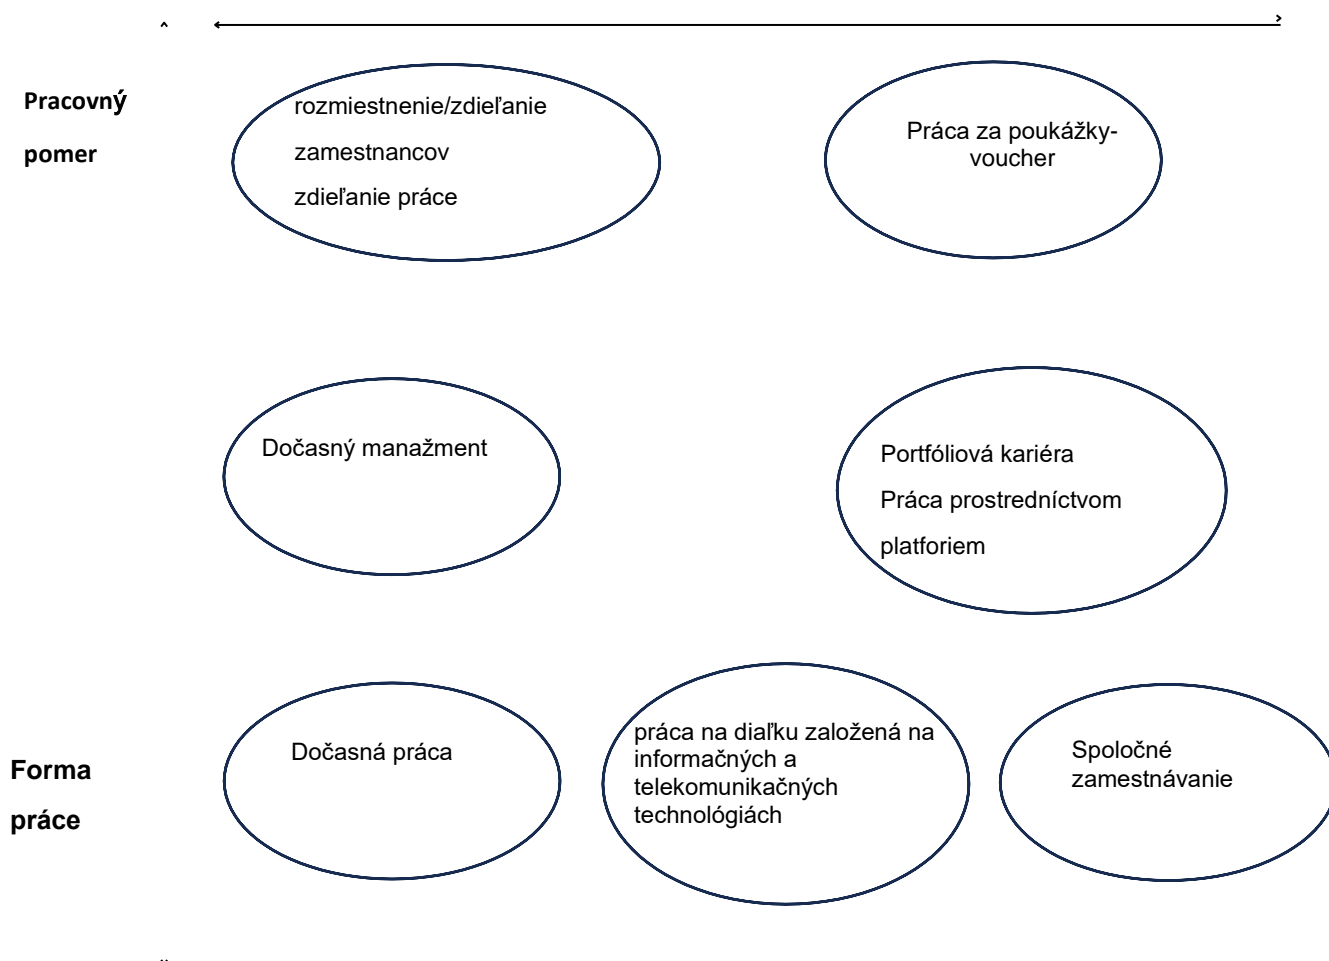 Pracovný
pomer
rozmiestnenie/zdieľanie
zamestnancov
zdieľanie práce
Práca za poukážky-
voucher
Dočasný manažment
Portfóliová kariéra
Práca prostredníctvom
platforiem
Forma
práce
Dočasná práca
práca na diaľku založená na
informačných a
telekomunikačných
technológiách
Spoločné
zamestnávanie